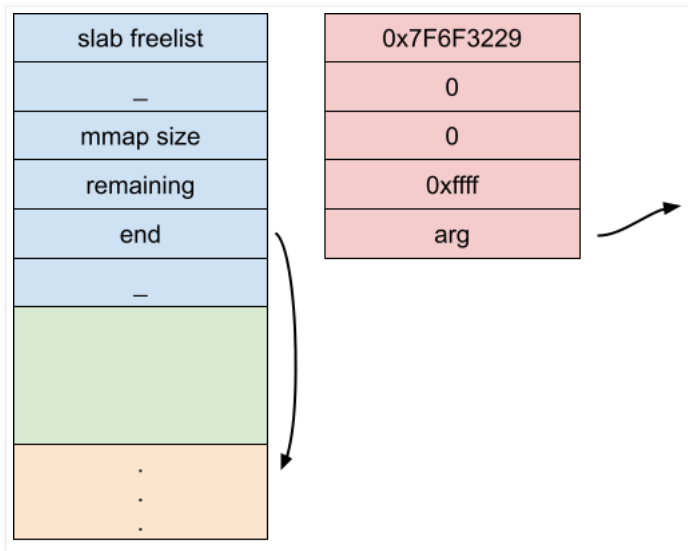 slab freelist
_
mmap size
remaining
end
_
.
.
.
0x7F6F3229
0
0
0xffff
arg